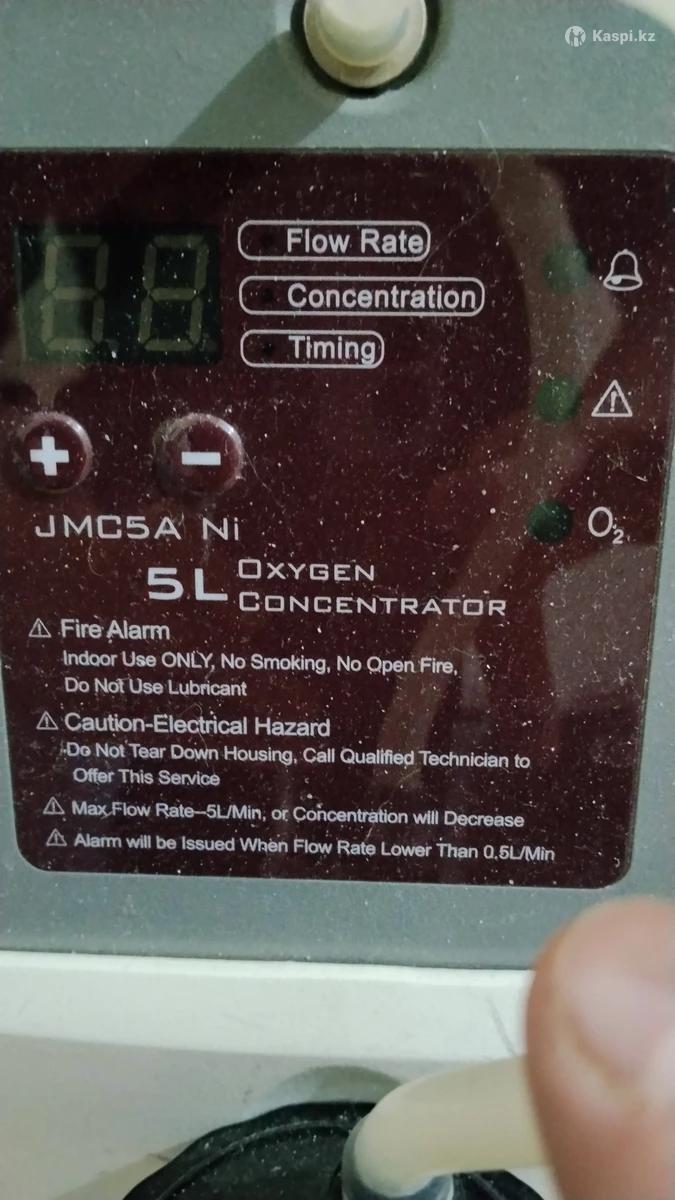 Kaspi.kz
Flow Rate
Concentration
Timing
JMC5A Ni
O₂
5L OXYGEN
CONCENTRATOR
Fire Alarm
Indoor Use ONLY, No Smoking, No Open Fire,
Do Not Use Lubricant
Caution-Electrical Hazard
Do Not Tear Down Housing, Call Qualified Technician to
Offer This Service
Max Flow Rate—5L/Min, or Concentration will Decrease
Alarm will be Issued When Flow Rate Lower Than 0.5L/Min